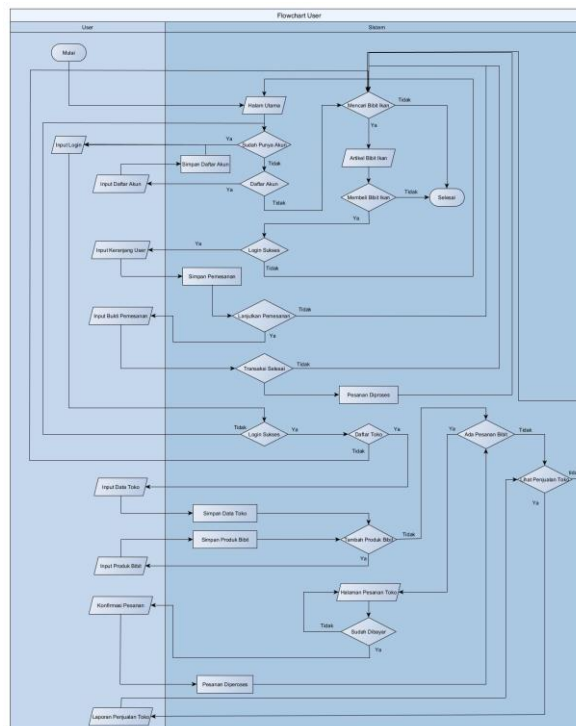 Flowchart User
User
Sistem
Mulai
Halam Utama
Mencari Bibit Ikan
Tidak
Ya
Ya
Input Login
Sudah Punya Akun
Simpan Daftar Akun
Tidak
Artikel Bibit Ikan
Input Daftar Akun
Ya
Daftar Akun
Tidak
Membeli Bibit Ikan
Tidak
Selesai
Ya
Input Keranjang User
Ya
Login Sukses
Tidak
Simpan Pemesanan
Input Bukti Pemesanan
Lanjutkan Pemesanan
Tidak
Ya
Transaksi Selesai
Tidak
Pesanan Diproses
Tidak
Login Sukses
Ya
Daftar Toko
Ya
Tidak
Ya
Ada Pesanan Bibit
Tidak
Lihat Penjualan Toko
Ya
Input Data Toko
Simpan Data Toko
Simpan Produk Bibit
Tambah Produk Bibit
Tidak
Ya
Input Produk Bibit
Halaman Pesanan Toko
Konfirmasi Pesanan
Tidak
Sudah Dibayar
Ya
Pesanan Diperoses
Laporan Penjualan Toko